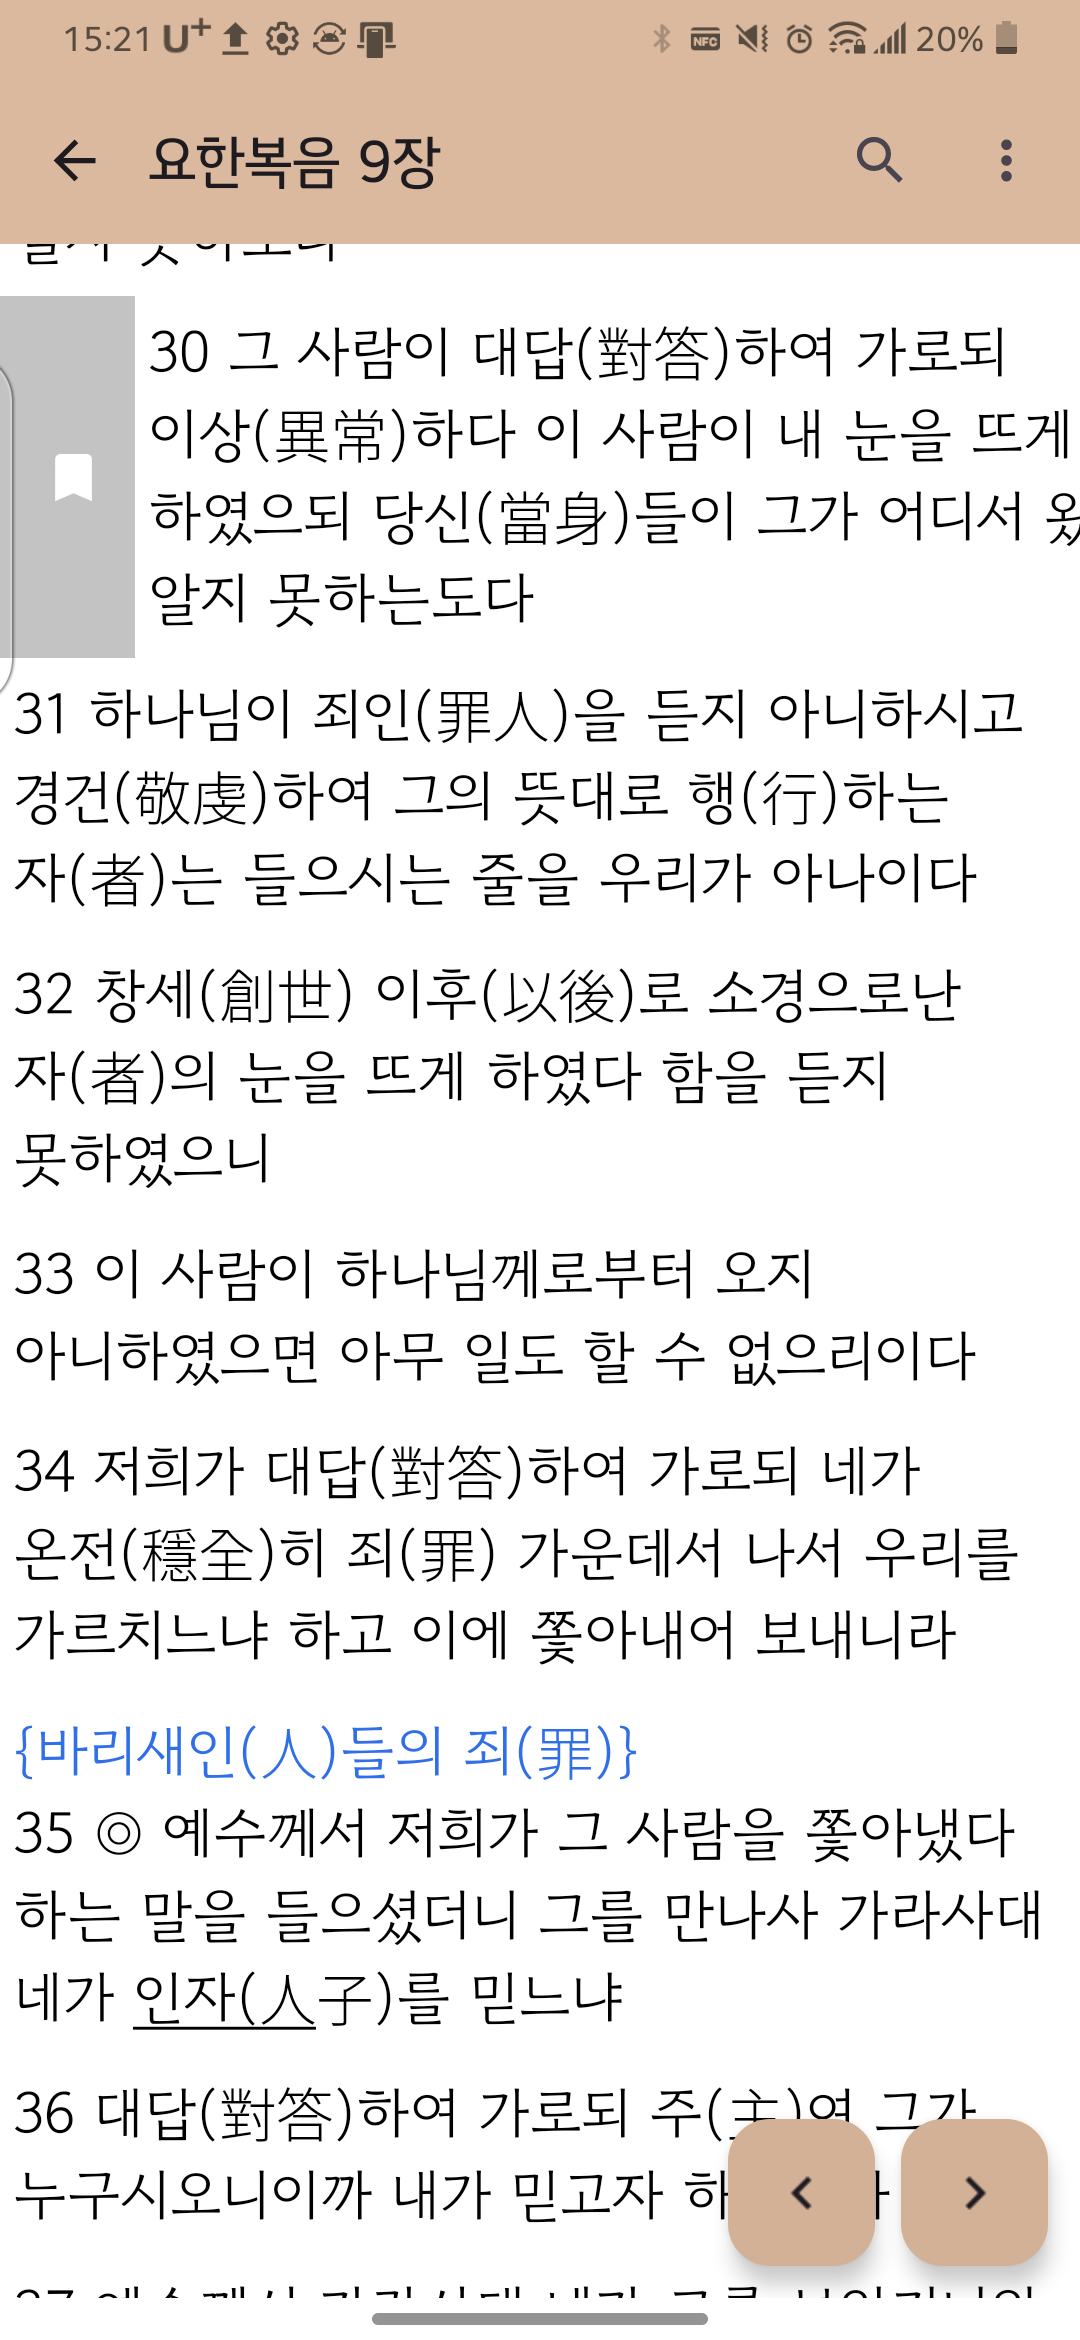 15:21 U+ NFC 20%
요한복음 9장
30 그 사람이 대답(對答)하여 가로되
이상(異常)하다 이 사람이 내 눈을 뜨게
하였으되 당신(當身)들이 그가 어디서
알지 못하는도다
31 하나님이 죄인(罪人)을 듣지 아니하시고
경건(敬虔)하여 그의 뜻대로 행(行)하는
자(者)는 들으시는 줄을 우리가 아나이다
32 창세(創世) 이후(以後)로 소경으로난
자(者)의 눈을 뜨게 하였다 함을 듣지
못하였으니
33 이 사람이 하나님께로부터 오지
아니하였으면 아무 일도 할 수 없으리이다
34 저희가 대답(對答)하여 가로되 네가
온전(穩全)히 죄(罪) 가운데서 나서 우리를
가르치느냐 하고 이에 쫓아내어 보내니라
{바리새인(人)들의 죄(罪)}
35 ◎ 예수께서 저희가 그 사람을 쫓아냈다
하는 말을 들으셨더니 그를 만나사 가라사대
네가 인자(人子)를 믿느냐
36 대답(對答)하여 가로되 주(主)여 그가
누구시오니이까 내가 믿고자 하